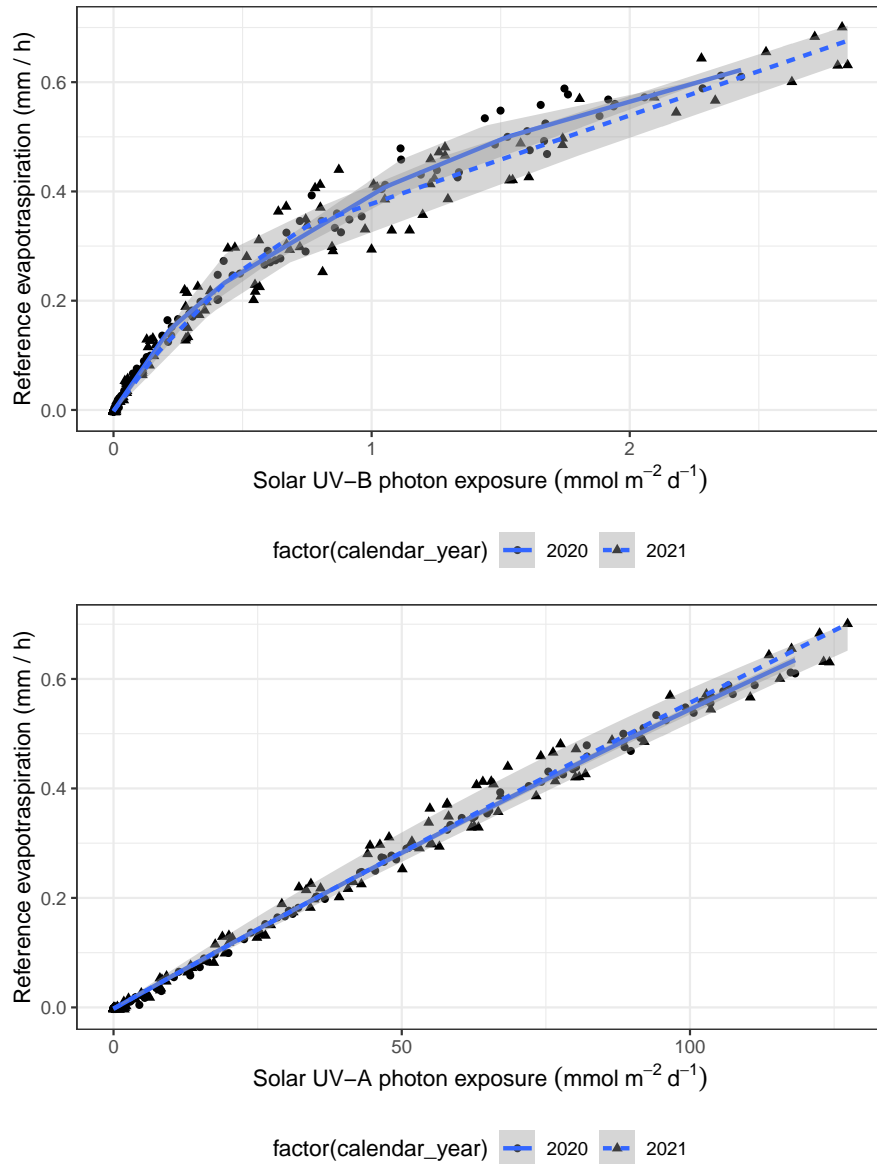 Reference evapotraspiration (mm / h)
0.6
0.4
0.2
0.0
0 1 2
Solar UV−B photon exposure (mmol m⁻² d⁻¹)
factor(calendar_year) 2020 2021
Reference evapotraspiration (mm / h)
0.6
0.4
0.2
0.0
0 50 100
Solar UV−A photon exposure (mmol m⁻² d⁻¹)
factor(calendar_year) 2020 2021